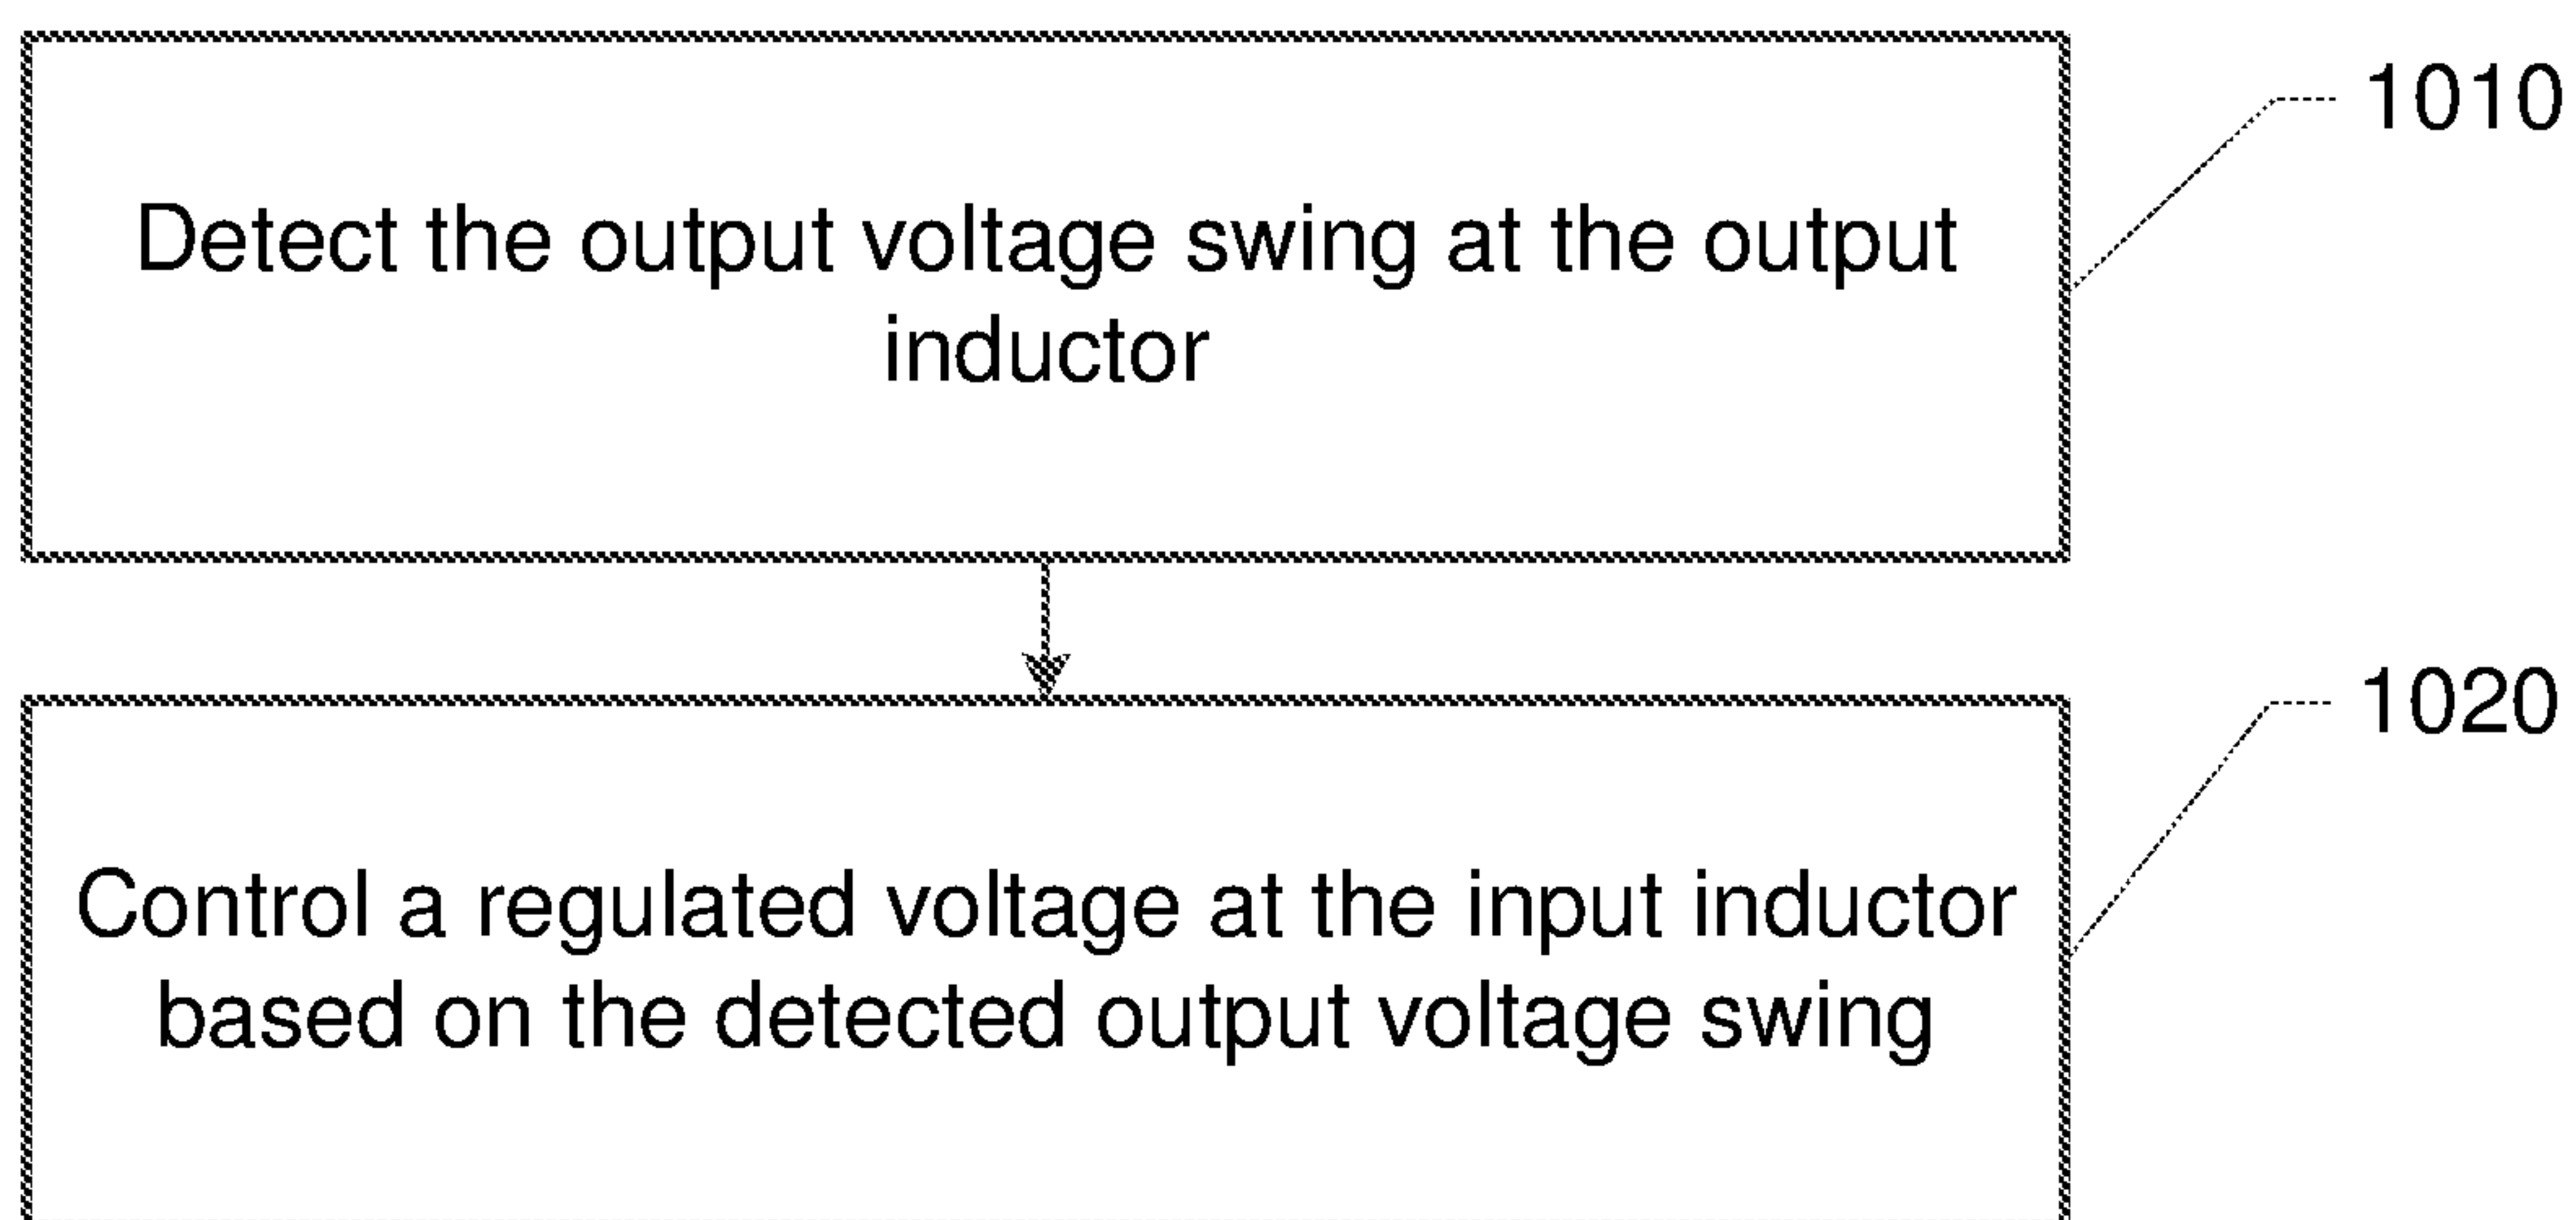 1010
Detect the output voltage swing at the output
inductor
1020
Control a regulated voltage at the input inductor
based on the detected output voltage swing